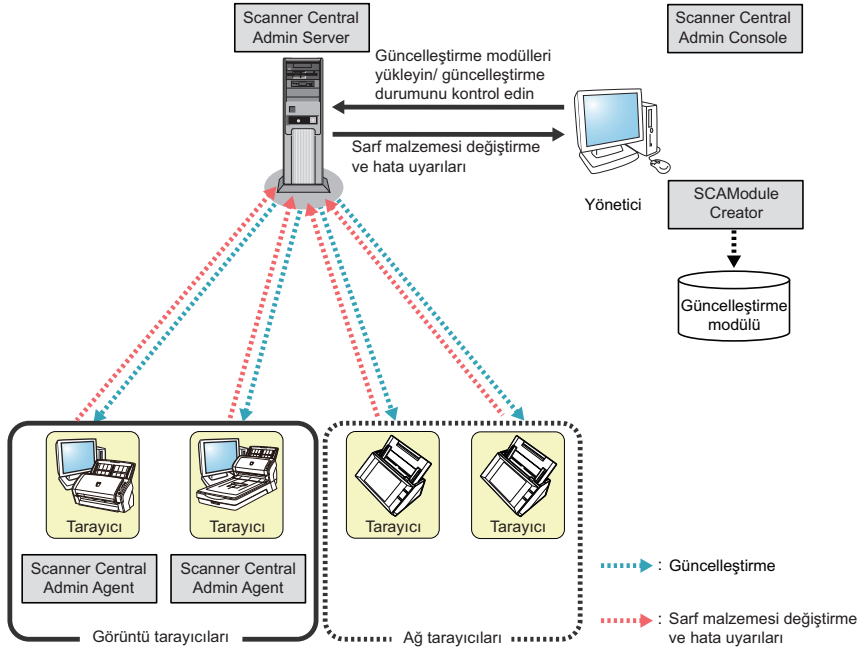 Scanner Central
Admin Server
Scanner Central
Admin Console
Güncelleştirme modülleri
yükleyin/ güncelleştirme
durumunu kontrol edin
Sarf malzemesi değiştirme
ve hata uyarıları
Yönetici
SCAModule
Creator
Güncelleştirme
modülü
Tarayıcı
Tarayıcı
Tarayıcı
Tarayıcı
Scanner Central
Admin Agent
Scanner Central
Admin Agent
Görüntü tarayıcıları
Ağ tarayıcıları
: Güncelleştirme
: Sarf malzemesi değiştirme
ve hata uyarıları